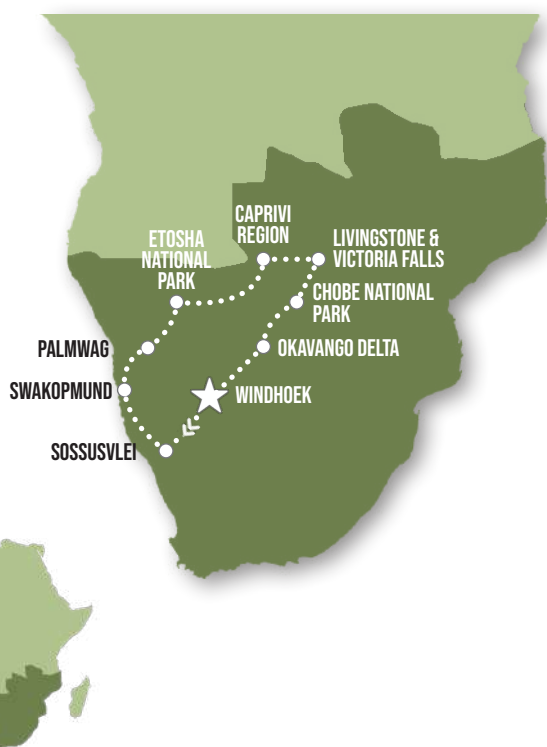 CAPRIVI
REGION
ETOSHA
NATIONAL
PARK
LIVINGSTONE &
VICTORIA FALLS
CHOBE NATIONAL
PARK
PALMWAG
OKAVANGO DELTA
SWAKOPMUND
WINDHOEK
SOSSUSVLEI